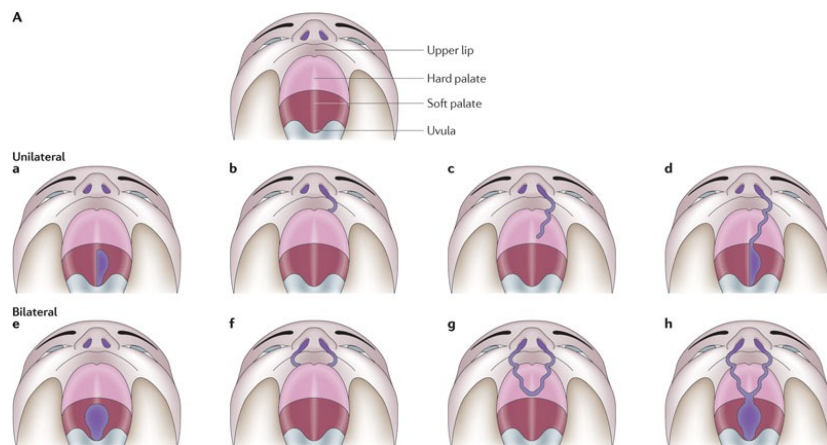 A
Upper lip
Hard palate
Soft palate
Uvula
Unilateral
a b c d
Bilateral
e f g h